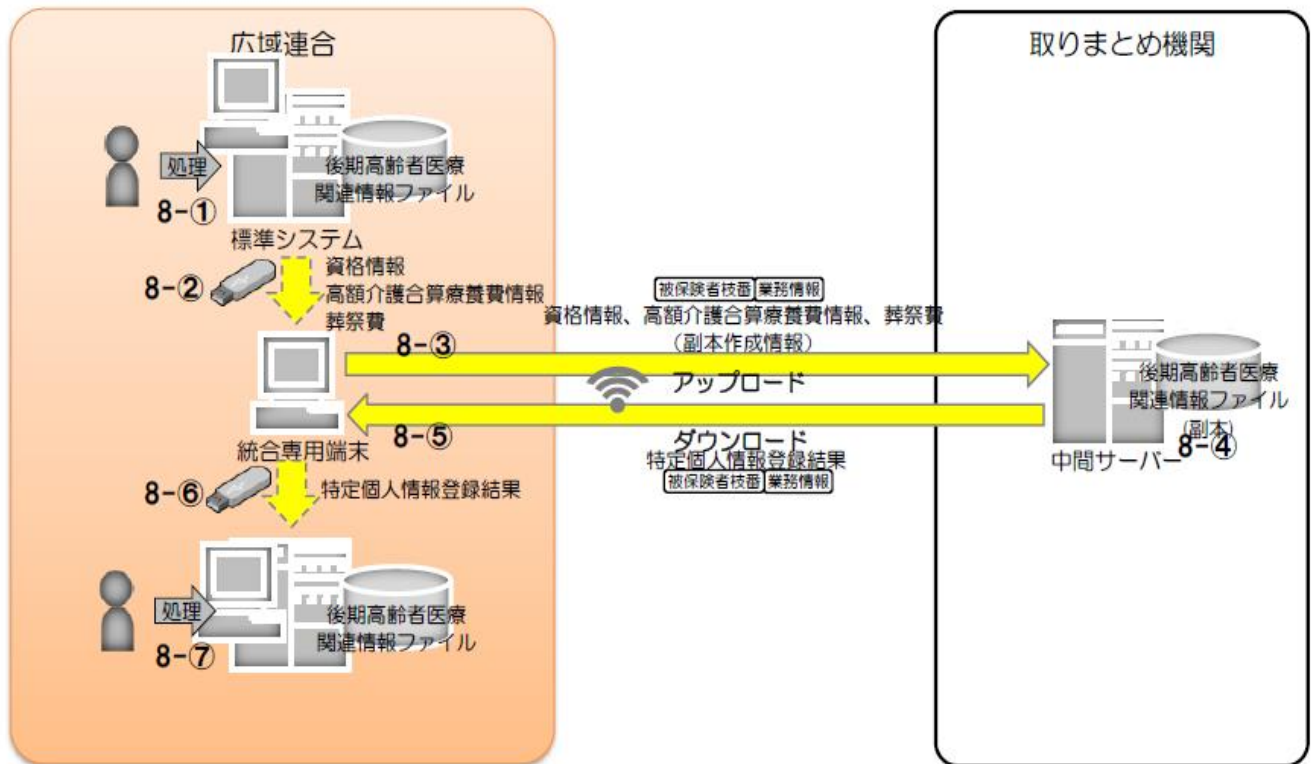 広域連合
処理
8-①
後期高齢者医療
関連情報ファイル
標準システム
8-②
資格情報
高額介護合算療養費情報
葬祭費
統合専用端末
8-⑥
特定個人情報登録結果
処理
8-⑦
後期高齢者医療
関連情報ファイル
8-③
被保険者枝番 業務情報
資格情報、高額介護合算療養費情報、葬祭費
(副本作成情報)
アップロード
8-⑤
ダウンロード
特定個人情報登録結果
被保険者枝番 業務情報
取りまとめ機関
後期高齢者医療
関連情報ファイル
(副本)
8-④
中間サーバー